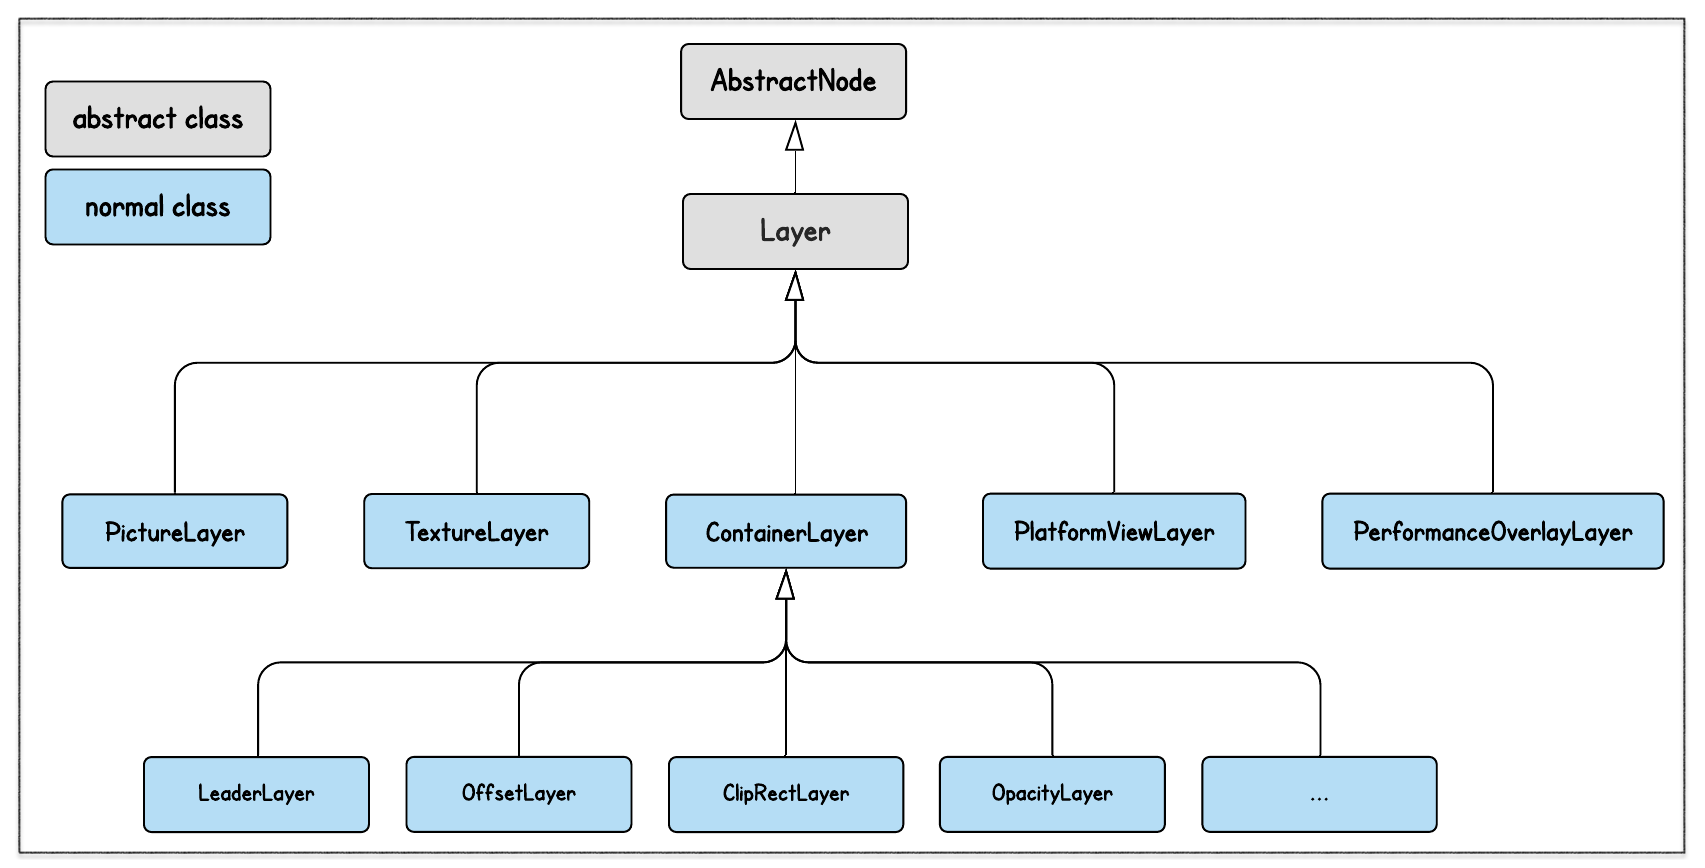 AbstractNode
abstract class
normal class
Layer
PictureLayer
TextureLayer
ContainerLayer
PlatformViewLayer
PerformanceOverlayLayer
LeaderLayer
OffsetLayer
ClipRectLayer
OpacityLayer
...